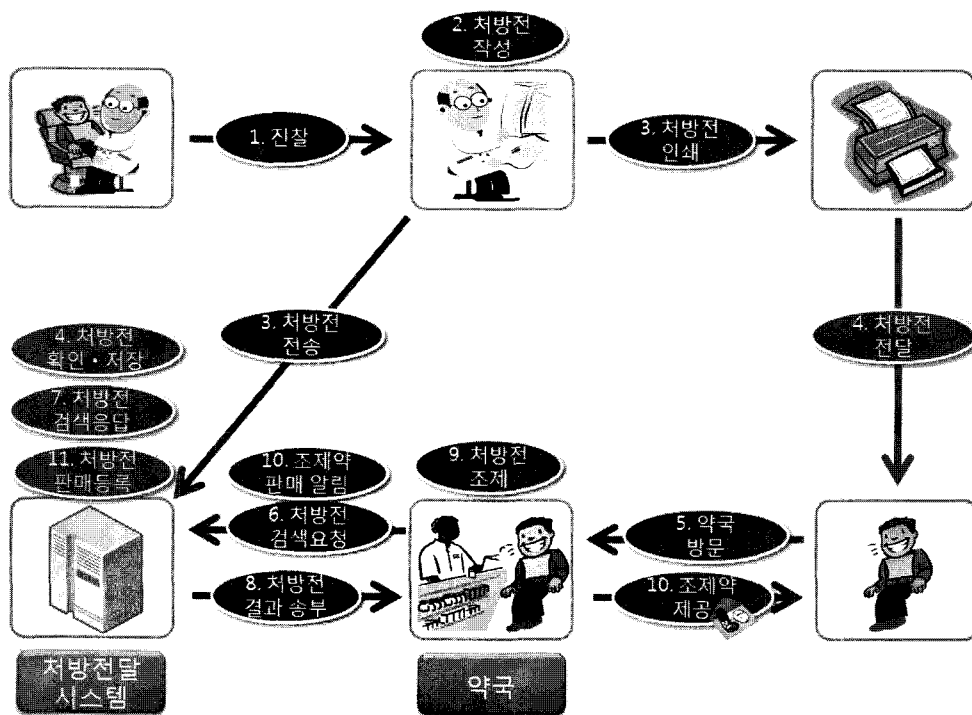 2. 처방전
작성
1. 진찰
3. 처방전
인쇄
3. 처방전
전송
4. 처방전
확인·저장
4. 처방전
전달
7. 처방전
검색응답
11. 처방전
판매등록
10. 조제약
판매 알림
9. 처방전
조제
6. 처방전
검색요청
5. 약국
방문
8. 처방전
결과 송부
10. 조제약
제공
처방전달
시스템
약국